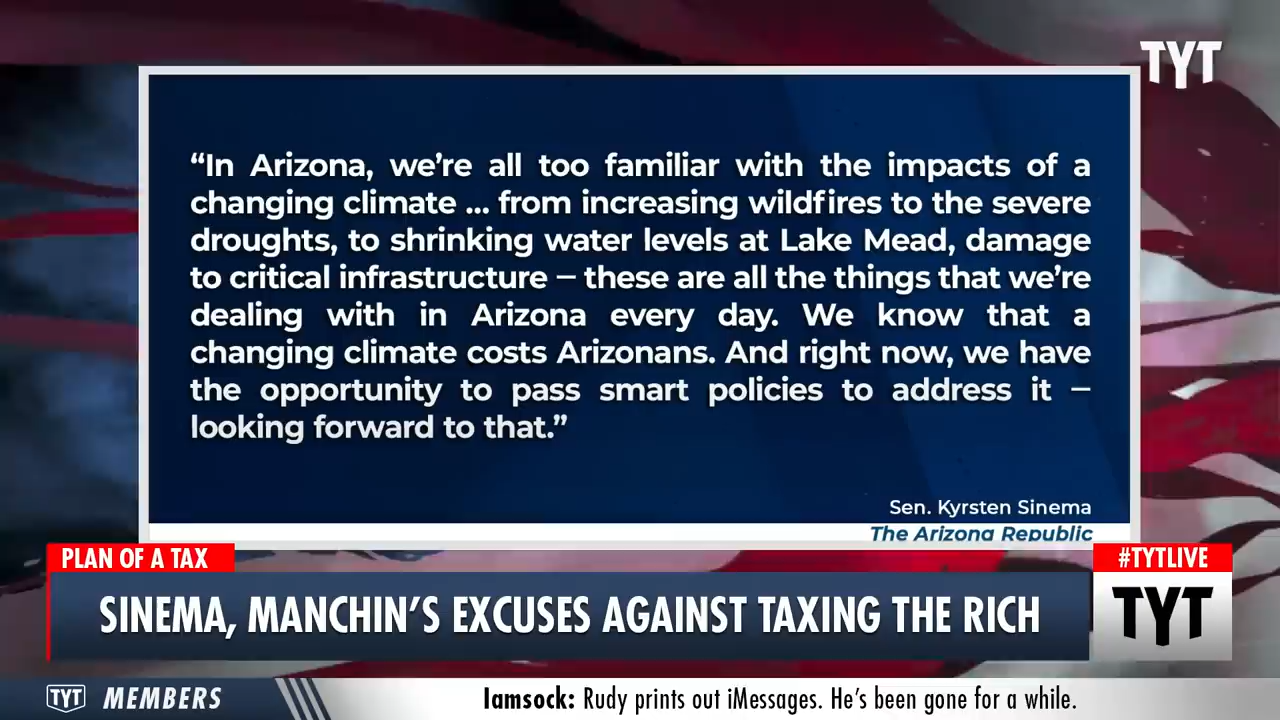 TYT
“In Arizona, we’re all too familiar with the impacts of a
changing climate ... from increasing wildfires to the severe
droughts, to shrinking water levels at Lake Mead, damage
to critical infrastructure – these are all the things that we’re
dealing with in Arizona every day. We know that a
changing climate costs Arizonans. And right now, we have
the opportunity to pass smart policies to address it –
looking forward to that.”
Sen. Kyrsten Sinema
The Arizona Republic
PLAN OF A TAX
#TYTLIVE
SINEMA, MANCHIN’S EXCUSES AGAINST TAXING THE RICH
TYT
TYT MEMBERS
Iamsock: Rudy prints out iMessages. He’s been gone for a while.